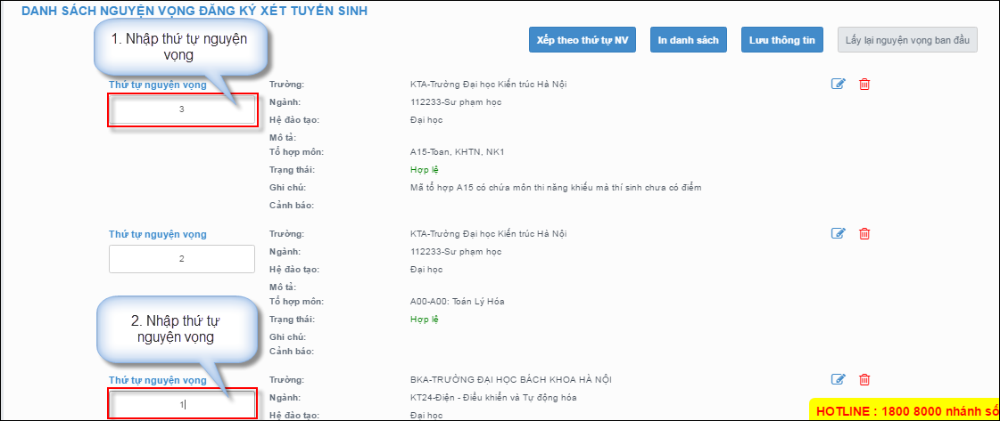 DANH SÁCH NGUYỆN VỌNG ĐĂNG KÝ XÉT TUYỂN SINH
1. Nhập thứ tự nguyện
vọng
Xếp theo thứ tự NV In danh sách Lưu thông tin Lấy lại nguyện vọng ban đầu
Thứ tự nguyện vọng
3
Trường: KTA-Trường Đại học Kiến trúc Hà Nội
Ngành: 112233-Sư phạm học
Hệ đào tạo: Đại học
Mô tả:
Tổ hợp môn: A15-Toan, KHTN, NK1
Trạng thái: Hợp lệ
Ghi chú: Mã tổ hợp A15 có chứa môn thi năng khiếu mà thí sinh chưa có điểm
Cảnh báo:
Thứ tự nguyện vọng
2
Trường: KTA-Trường Đại học Kiến trúc Hà Nội
Ngành: 112233-Sư phạm học
Hệ đào tạo: Đại học
Mô tả:
Tổ hợp môn: A00-A00: Toán Lý Hóa
Trạng thái: Hợp lệ
Ghi chú:
Cảnh báo:
2. Nhập thứ tự
nguyện vọng
Thứ tự nguyện vọng
1
Trường: BKA-TRƯỜNG ĐẠI HỌC BÁCH KHOA HÀ NỘI
Ngành: KT24-Điện - Điều khiển và Tự động hóa
Hệ đào tạo: Đại học
HOTLINE : 1800 8000 nhánh số